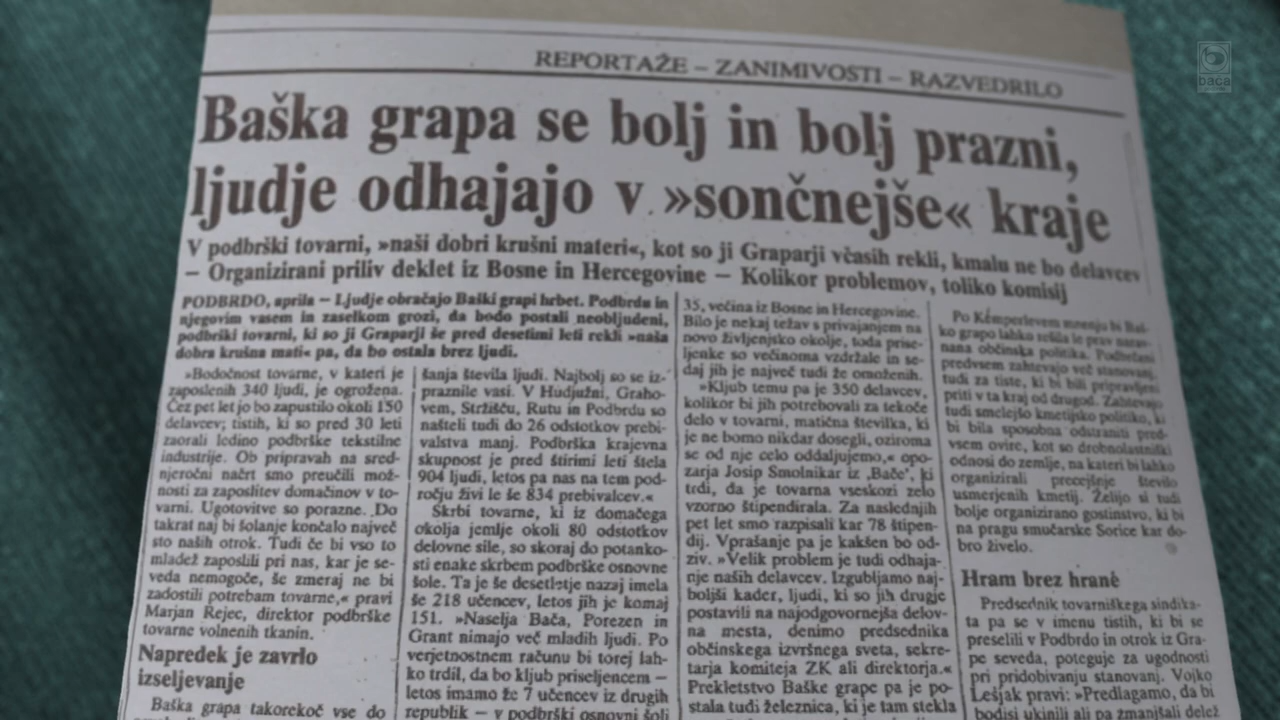 REPORTAŽE – ZANIMIVOSTI – RAZVEDRILO
baca
Baška grapa se bolj in bolj prazni,
ljudje odhajajo v »sončnejše« kraje
V podbrški tovarni, »naši dobri krušni materi«, kot so ji Graparji včasih rekli, kmalu ne bo delavcev
– Organizirani priliv deklet iz Bosne in Hercegovine – Kolikor problemov, toliko komisij
PODBRDO, aprila – Ljudje obračajo Baški grapi hrbet. Podbrdu in
njegovim vasem in zaselkom grozi, da bodo postali neobljudeni,
podbrški tovarni, ki so ji Graparji še pred desetimi leti rekli »naša
dobra krušna mati« pa, da bo ostala brez ljudi.
»Bodočnost tovarne, v kateri je
zaposlenih 340 ljudi, je ogrožena.
Čez pet let jo bo zapustilo okoli 150
delavcev; tistih, ki so pred 30 leti
zaorali ledino podbrške tekstilne
industrije. Ob pripravah na sred-
njeročni načrt smo preučili mož-
nosti za zaposlitev domačinov v to-
varni. Ugotovitve so porazne. Do
takrat naj bi šolanje končalo največ
sto naših otrok. Tudi če bi vso to
mladež zaposlili pri nas, kar je se-
veda nemogoče, še zmeraj ne bi
zadostili potrebam tovarne,« pravi
Marjan Rejec, direktor podbrške
tovarne volnenih tkanin.
Napredek je zavrlo
izseljevanje
Baška grapa takorekoč vse do
šanja števila ljudi. Najbolj so se iz-
praznile vasi. V Hudjužni, Graho-
vem, Stržišču, Rutu in Podbrdu so
našteli tudi do 26 odstotkov prebi-
valstva manj. Podbrška krajevna
skupnost je pred štirimi leti štela
904 ljudi, letos pa nas na tem pod-
ročju živi le še 834 prebivalcev.«
Skrbi tovarne, ki iz domačega
okolja jemlje okoli 80 odstotkov
delovne sile, so skoraj do potanko-
sti enake skrbem podbrške osnovne
šole. Ta je še desetletje nazaj imela
še 218 učencev, letos jih je komaj
151. »Naselja Bača, Porezen in
Grant nimajo več mladih ljudi. Po
verjetnostnem računu bi torej lah-
ko trdil, da bo kljub priseljencem –
letos imamo že 7 učencev iz drugih
republik – v podbrški osnovni šoli
35, večina iz Bosne in Hercegovine.
Bilo je nekaj težav s privajanjem na
novo življenjsko okolje, toda prise-
ljenke so večinoma vzdržale in se-
daj jih je največ tudi že omoženih.
»Kljub temu pa je 350 delavcev,
kolikor bi jih potrebovali za tekoče
delo v tovarni, matična številka, ki
je ne bomo nikdar dosegli, oziroma
se od nje celo oddaljujemo,« opo-
zarja Josip Smolnikar iz ,Bače', ki
trdi, da je tovarna vseskozi zelo
vzorno štipendirala. Za naslednjih
pet let smo razpisali kar 78 štipen-
dij. Vprašanje pa je kakšen bo od-
ziv. »Velik problem je tudi odhaja-
nje naših delavcev. Izgubljamo naj-
boljši kader, ljudi, ki so jih drugje
postavili na najodgovornejša delov-
na mesta, denimo predsednika
občinskega izvršnega sveta, sekre-
tarja komiteja ZK ali direktorja.«
Prekletstvo Baške grape pa je po-
stala tudi železnica, ki je tam stekla
Po Kemperlevem mnenju bi Baš-
ko grapo lahko rešila le prav narav-
nana občinska politika. Podbrčani
predvsem zahtevajo več stanovanj,
tudi za tiste, ki bi bili pripravljeni
priti v ta kraj od drugod. Zahtevajo
tudi smelejšo kmetijsko politiko, ki
bi bila sposobna odstraniti pred-
vsem ovire, kot so drobnolastniški
odnosi do zemlje, na kateri bi lahko
organizirali precejšnje število
usmerjenih kmetij. Želijo si tudi
bolje organizirano gostinstvo, ki bi
na pragu smučarske Sorice kar do-
bro živelo.
Hram brez hrane
Predsednik tovarniškega sindika-
ta pa se v imenu tistih, ki bi se
preselili v Podbrdo in otrok iz Gra-
pe seveda, poteguje za ugodnosti
pri pridobivanju stanovanj. Vojko
Lesjak pravi: »Predlagamo, da bi
bodisi ukinili ali pa zmanjšali delež